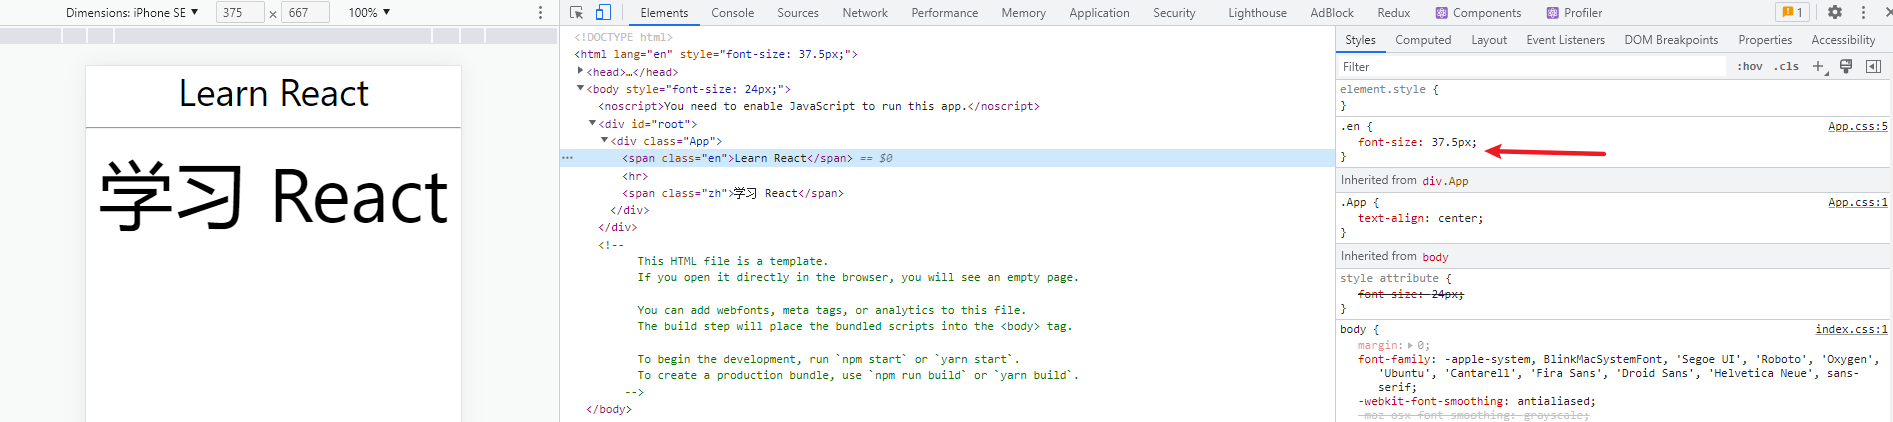 Dimensions: iPhone SE ▼ 375 × 667 100% ▼
Learn React
学习 React
Elements Console Sources Network Performance Memory Application Security Lighthouse AdBlock Redux Components Profiler 1
<!DOCTYPE html>
<html lang="en" style="font-size: 37.5px;">
<head>…</head>
<body style="font-size: 24px;">
<noscript>You need to enable JavaScript to run this app.</noscript>
<div id="root">
<div class="App">
<span class="en">Learn React</span> == $0
<hr>
<span class="zh">学习 React</span>
</div>
</div>
<!--
This HTML file is a template.
If you open it directly in the browser, you will see an empty page.
You can add webfonts, meta tags, or analytics to this file.
The build step will place the bundled scripts into the <body> tag.
To begin the development, run `npm start` or `yarn start`.
To create a production bundle, use `npm run build` or `yarn build`.
-->
</body>
Styles Computed Layout Event Listeners DOM Breakpoints Properties Accessibility
Filter :hov .cls +
element.style {
}
.en { App.css:5
font-size: 37.5px;
}
Inherited from div.App
.App { App.css:1
text-align: center;
}
Inherited from body
style attribute {
font-size: 24px;
}
body { index.css:1
margin: 0;
font-family: -apple-system, BlinkMacSystemFont, 'Segoe UI', 'Roboto', 'Oxygen',
'Ubuntu', 'Cantarell', 'Fira Sans', 'Droid Sans', 'Helvetica Neue', sans-
serif;
-webkit-font-smoothing: antialiased;
-moz-osx-font-smoothing: grayscale;